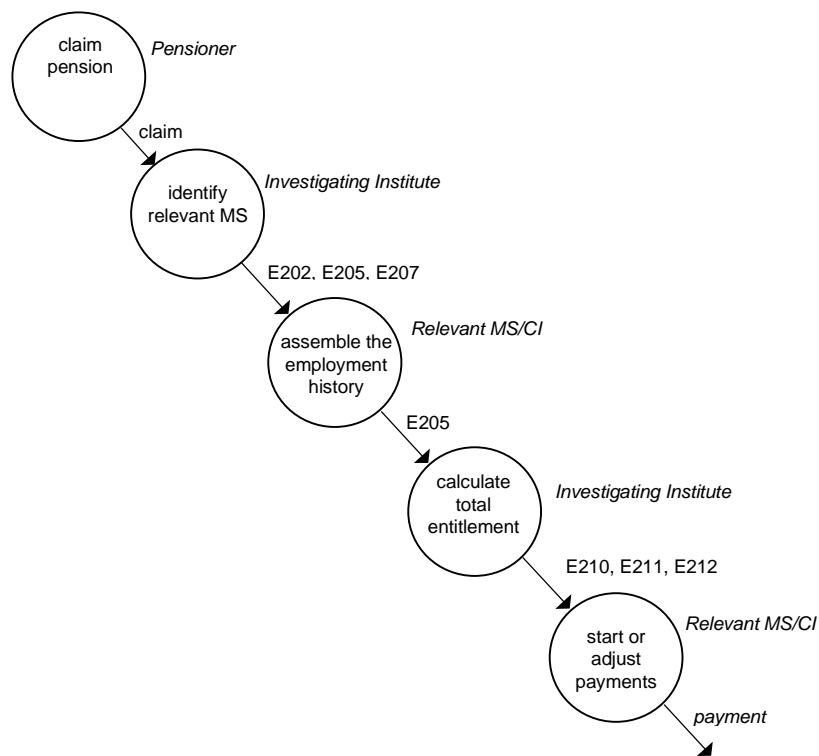 claim
pension
Pensioner
claim
identify
relevant MS
Investigating Institute
E202, E205, E207
assemble the
employment
history
Relevant MS/CI
E205
calculate
total
entitlement
Investigating Institute
E210, E211, E212
start or
adjust
payments
Relevant MS/CI
payment